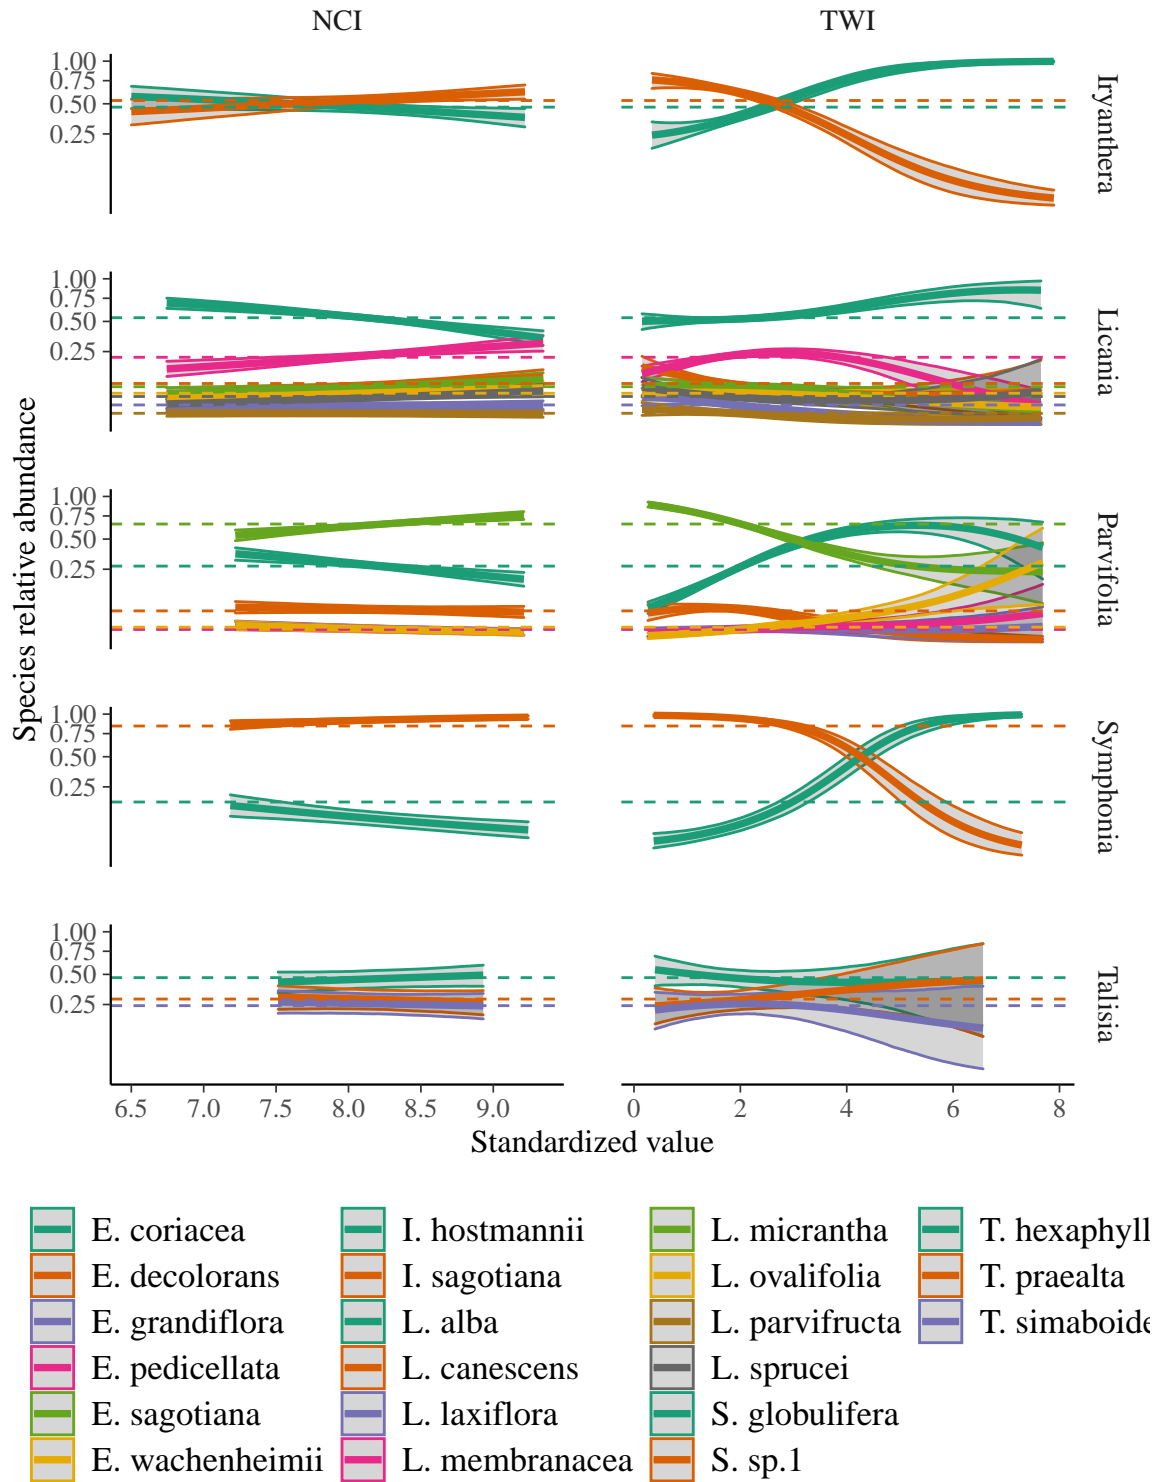 NCI TWI
1.00
0.75
0.50
0.25
Iryanthera
1.00
0.75
0.50
0.25
Licania
1.00
0.75
0.50
0.25
Parvifolia
1.00
0.75
0.50
0.25
Symphonia
1.00
0.75
0.50
0.25
Talisia
Species relative abundance
6.5 7.0 7.5 8.0 8.5 9.0 0 2 4 6 8
Standardized value
E. coriacea I. hostmannii L. micrantha T. hexaphyll
E. decolorans I. sagotiana L. ovalifolia T. praealta
E. grandiflora L. alba L. parvifructa T. simaboide
E. pedicellata L. canescens L. sprucei
E. sagotiana L. laxiflora S. globulifera
E. wachenheimii L. membranacea S. sp.1